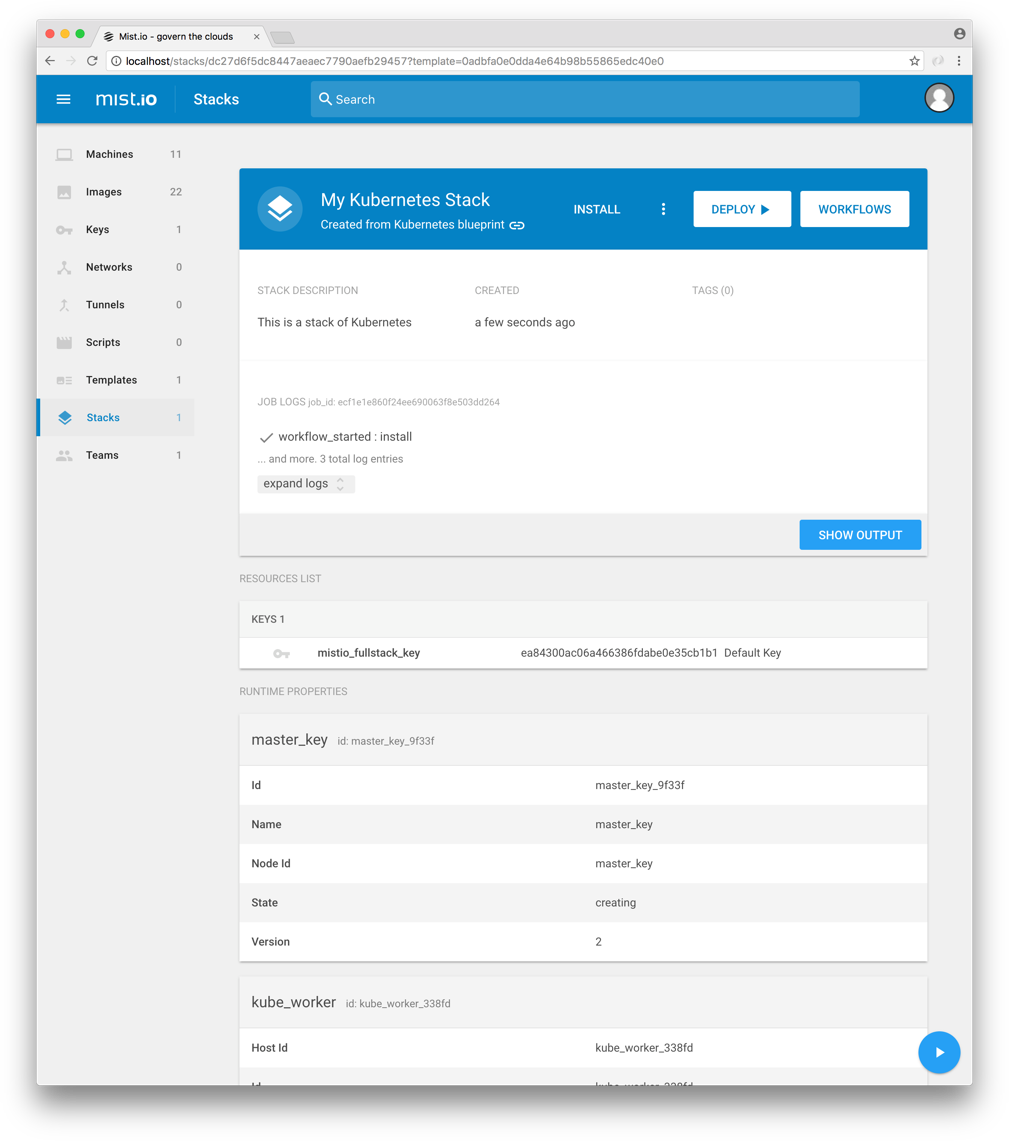 Mist.io - govern the clouds
localhost/stacks/dc27d6f5dc8447aeaec7790aefb29457?template=0adbfa0e0dda4e64b98b55865edc40e0
mist.io Stacks Search
Machines 11
Images 22
Keys 1
Networks 0
Tunnels 0
Scripts 0
Templates 1
Stacks 1
Teams 1
My Kubernetes Stack
Created from Kubernetes blueprint
INSTALL
DEPLOY
WORKFLOWS
STACK DESCRIPTION CREATED TAGS (0)
This is a stack of Kubernetes a few seconds ago
JOB LOGS job_id: ecf1e1e860f24ee690063f8e503dd264
workflow_started : install
... and more. 3 total log entries
expand logs
SHOW OUTPUT
RESOURCES LIST
KEYS 1
mistio_fullstack_key ea84300ac06a466386fdabe0e35cb1b1 Default Key
RUNTIME PROPERTIES
master_key id: master_key_9f33f
Id master_key_9f33f
Name master_key
Node Id master_key
State creating
Version 2
kube_worker id: kube_worker_338fd
Host Id kube_worker_338fd
Id kube_worker_338fd